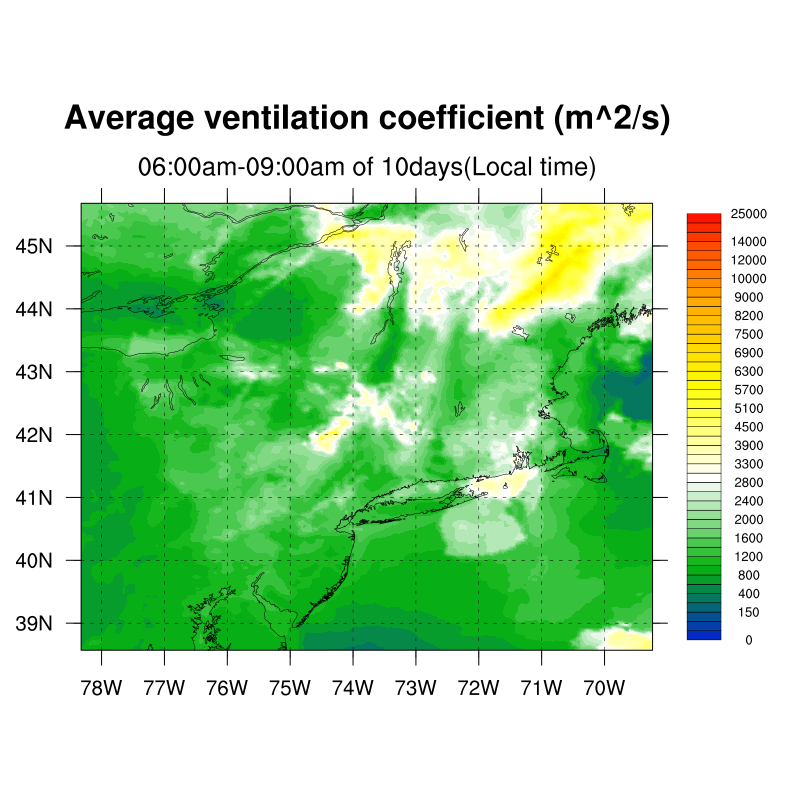 Average ventilation coefficient (m^2/s)
06:00am-09:00am of 10days(Local time)
45N
44N
43N
42N
41N
40N
39N
78W 77W 76W 75W 74W 73W 72W 71W 70W
25000
14000
12000
10000
9000
8200
7500
6900
6300
5700
5100
4500
3900
3300
2800
2400
2000
1600
1200
800
400
150
0